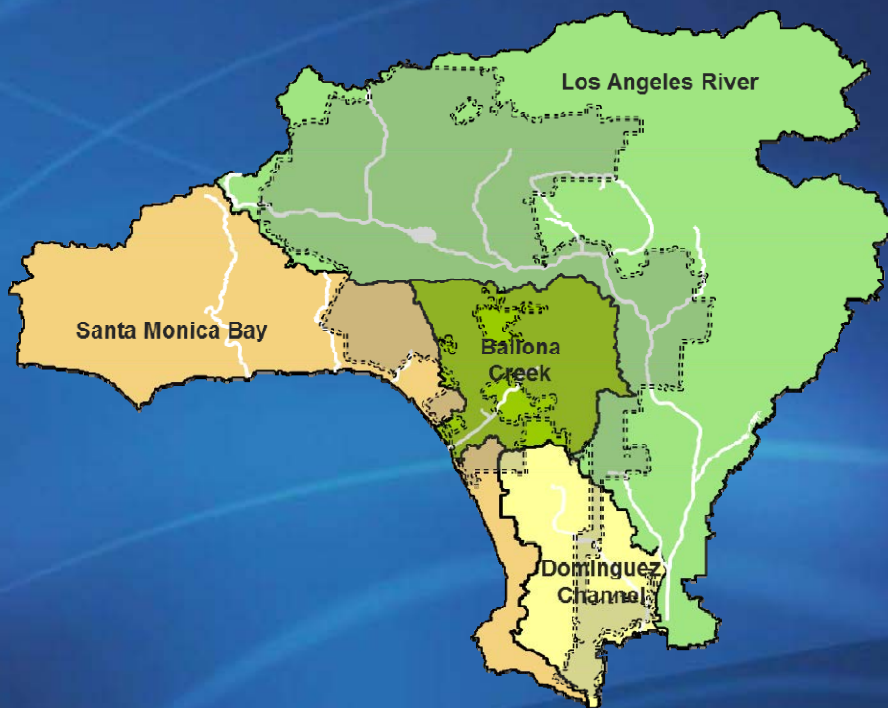 Los Angeles River
Santa Monica Bay
Ballona
Creek
Dominguez
Channel